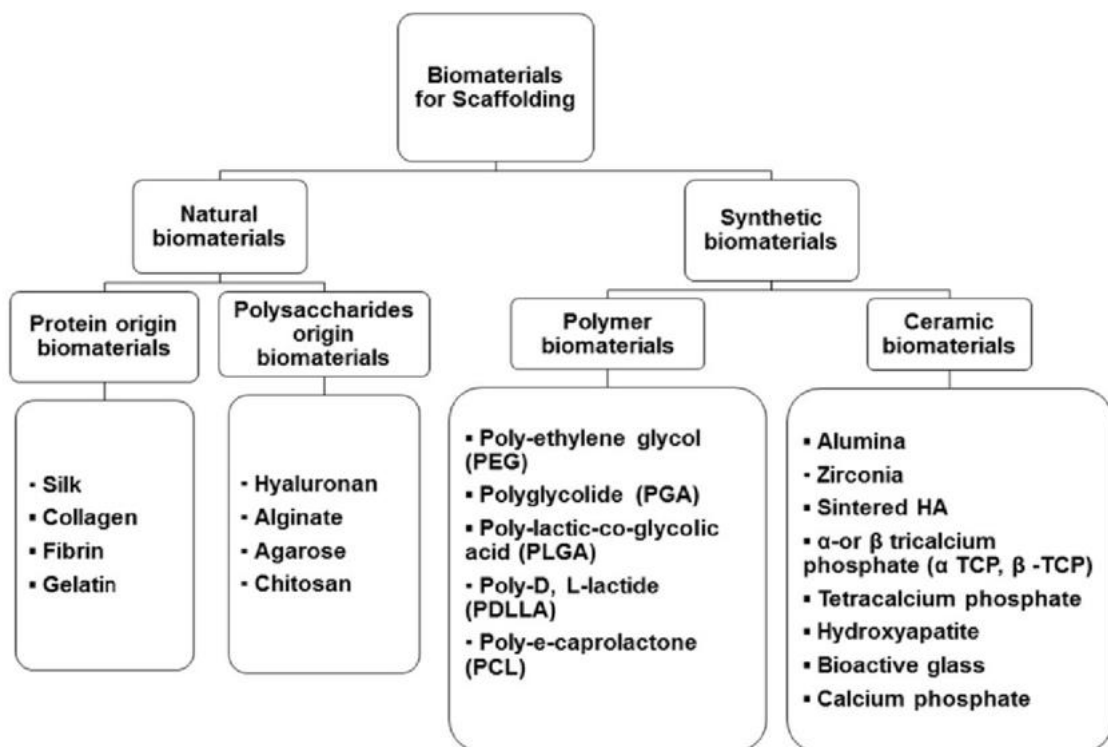 Biomaterials
for Scaffolding
Natural
biomaterials
Synthetic
biomaterials
Protein origin
biomaterials
Polysaccharides
origin
biomaterials
Polymer
biomaterials
Ceramic
biomaterials
▪ Silk
▪ Collagen
▪ Fibrin
▪ Gelatin
▪ Hyaluronan
▪ Alginate
▪ Agarose
▪ Chitosan
▪ Poly-ethylene glycol
(PEG)
▪ Polyglycolide (PGA)
▪ Poly-lactic-co-glycolic
acid (PLGA)
▪ Poly-D, L-lactide
(PDLLA)
▪ Poly-e-caprolactone
(PCL)
▪ Alumina
▪ Zirconia
▪ Sintered HA
▪ α-or β tricalcium
phosphate (α TCP, β -TCP)
▪ Tetracalcium phosphate
▪ Hydroxyapatite
▪ Bioactive glass
▪ Calcium phosphate